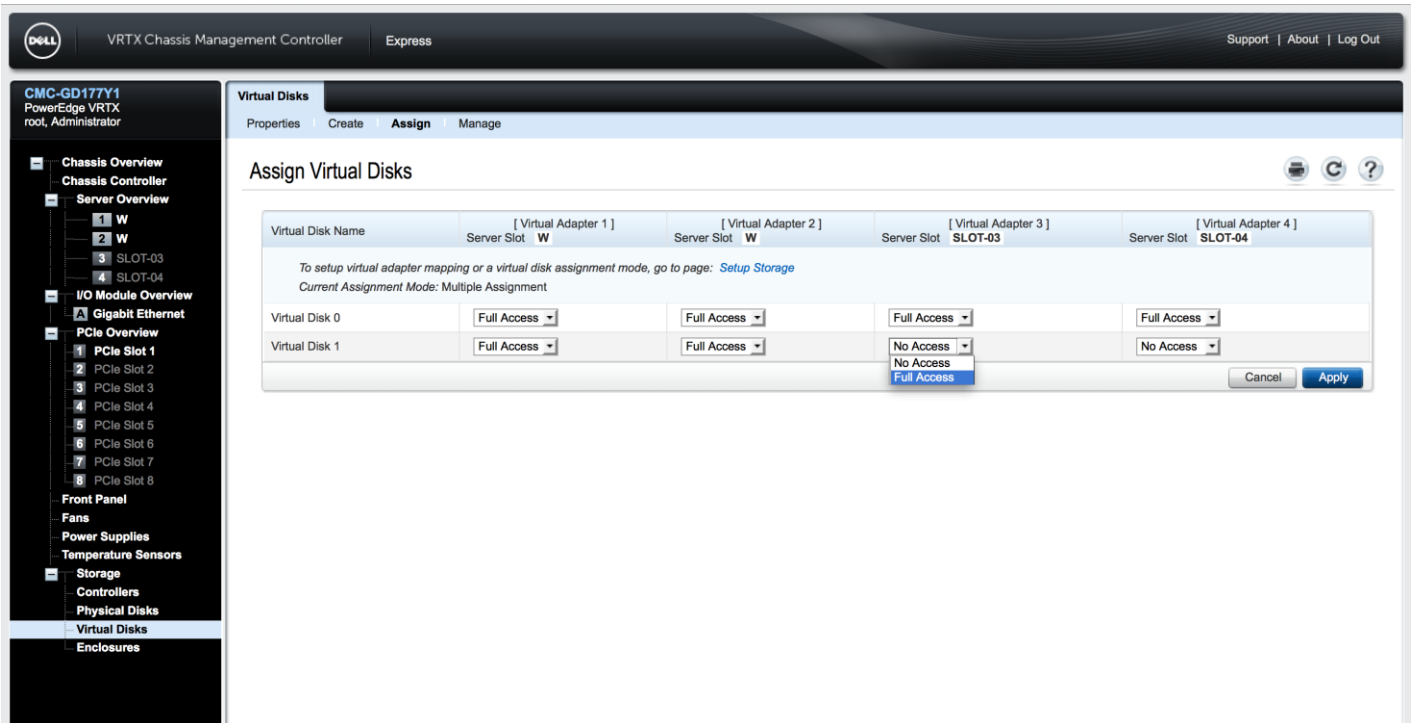 DELL VRTX Chassis Management Controller Express Support | About | Log Out
CMC-GD177Y1
PowerEdge VRTX
root, Administrator
Chassis Overview
Chassis Controller
Server Overview
1 W
2 W
3 SLOT-03
4 SLOT-04
I/O Module Overview
A Gigabit Ethernet
PCIe Overview
1 PCIe Slot 1
2 PCIe Slot 2
3 PCIe Slot 3
4 PCIe Slot 4
5 PCIe Slot 5
6 PCIe Slot 6
7 PCIe Slot 7
8 PCIe Slot 8
Front Panel
Fans
Power Supplies
Temperature Sensors
Storage
Controllers
Physical Disks
Virtual Disks
Enclosures
Virtual Disks
Properties Create Assign Manage
Assign Virtual Disks
Virtual Disk Name [ Virtual Adapter 1 ] [ Virtual Adapter 2 ] [ Virtual Adapter 3 ] [ Virtual Adapter 4 ]
Server Slot W Server Slot W Server Slot SLOT-03 Server Slot SLOT-04
To setup virtual adapter mapping or a virtual disk assignment mode, go to page: Setup Storage
Current Assignment Mode: Multiple Assignment
Virtual Disk 0 Full Access Full Access Full Access Full Access
Virtual Disk 1 Full Access Full Access No Access No Access
No Access
Full Access
Cancel Apply